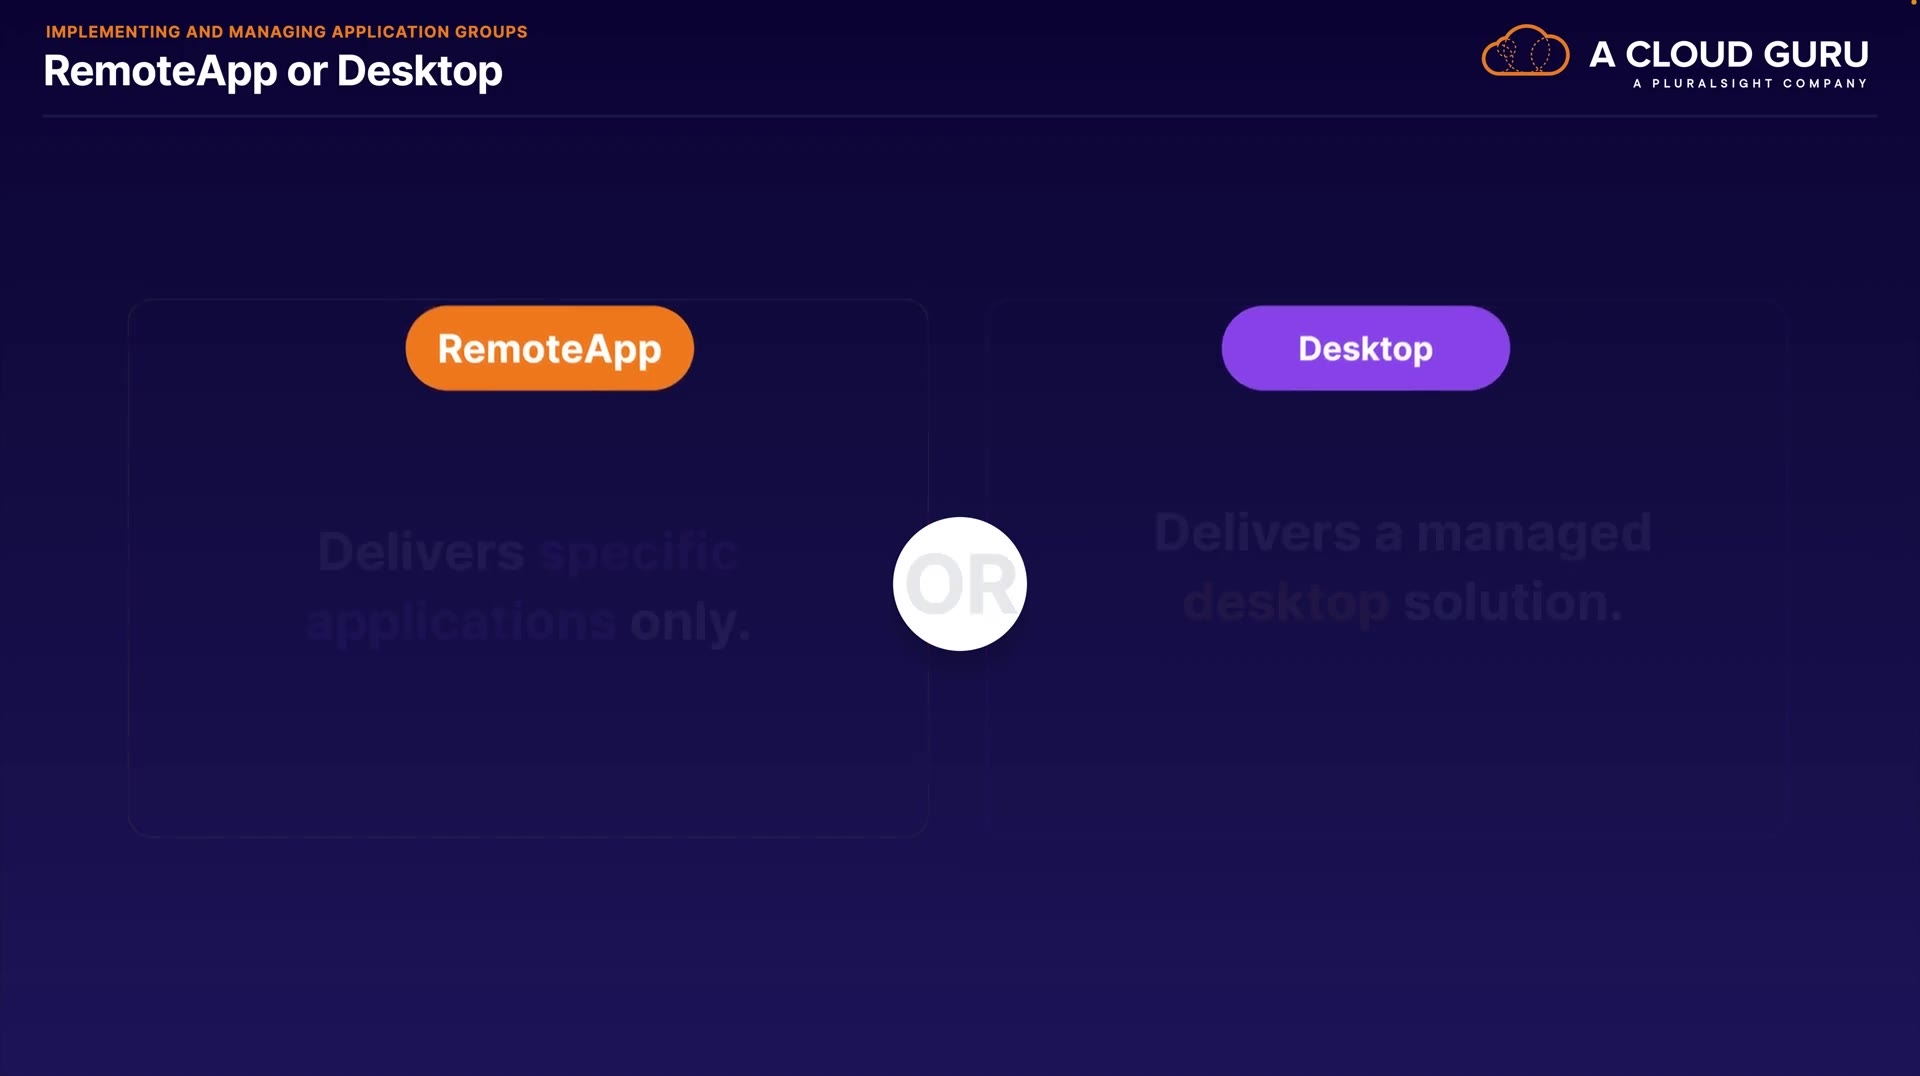 IMPLEMENTING AND MANAGING APPLICATION GROUPS
RemoteApp or Desktop
A CLOUD GURU
A PLURALSIGHT COMPANY
RemoteApp
Delivers specific
applications only.
OR
Desktop
Delivers a managed
desktop solution.